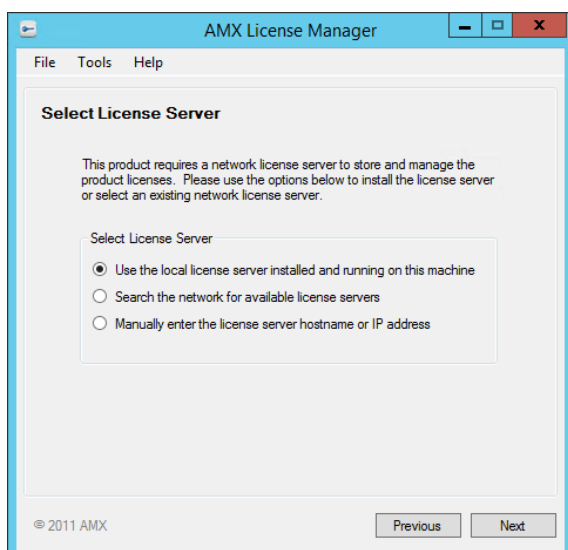 AMX License Manager
File Tools Help
Select License Server
This product requires a network license server to store and manage the
product licenses. Please use the options below to install the license server
or select an existing network license server.
Select License Server
Use the local license server installed and running on this machine
Search the network for available license servers
Manually enter the license server hostname or IP address
© 2011 AMX
Previous Next